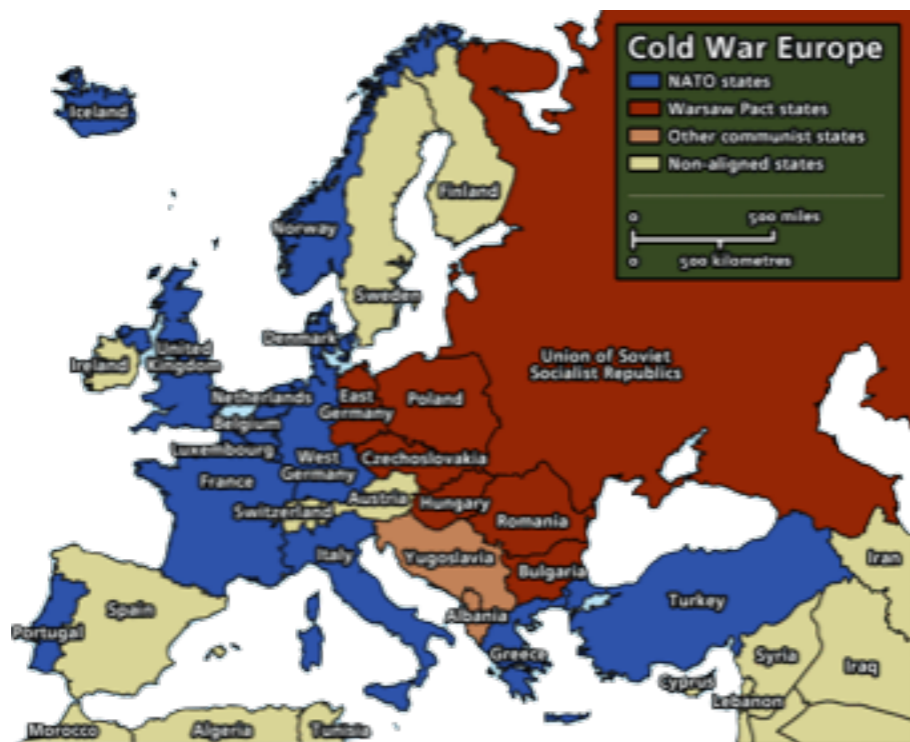 Cold War Europe
NATO states
Warsaw Pact states
Other communist states
Non-aligned states
0 500 miles
0 500 kilometres
Iceland
Finland
Norway
Sweden
Denmark
United
Kingdom
Ireland
Union of Soviet
Socialist Republics
Netherlands
East
Germany
Poland
Belgium
Luxembourg
West
Germany
Czechoslovakia
France
Austria
Hungary
Switzerland
Romania
Italy
Yugoslavia
Bulgaria
Iran
Spain
Albania
Turkey
Portugal
Greece
Syria
Iraq
Cyprus
Lebanon
Morocco
Algeria
Tunisia